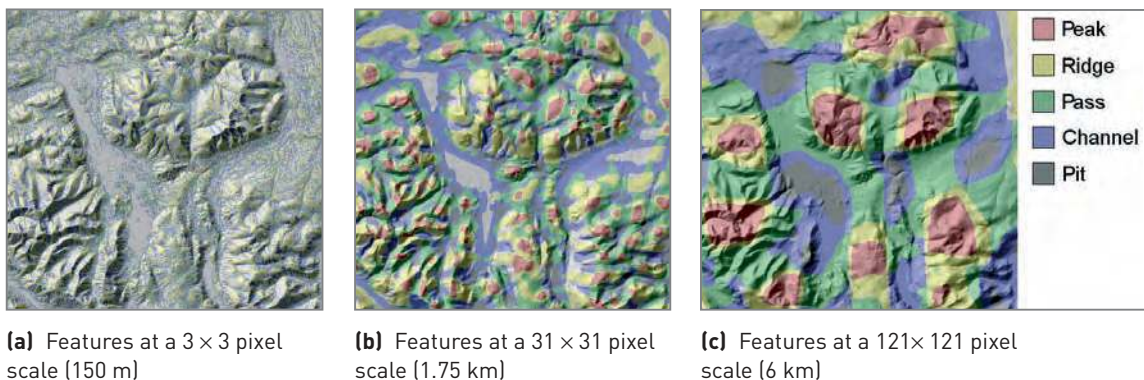 Peak
Ridge
Pass
Channel
Pit
(a) Features at a 3 × 3 pixel
scale (150 m)
(b) Features at a 31 × 31 pixel
scale (1.75 km)
(c) Features at a 121× 121 pixel
scale (6 km)